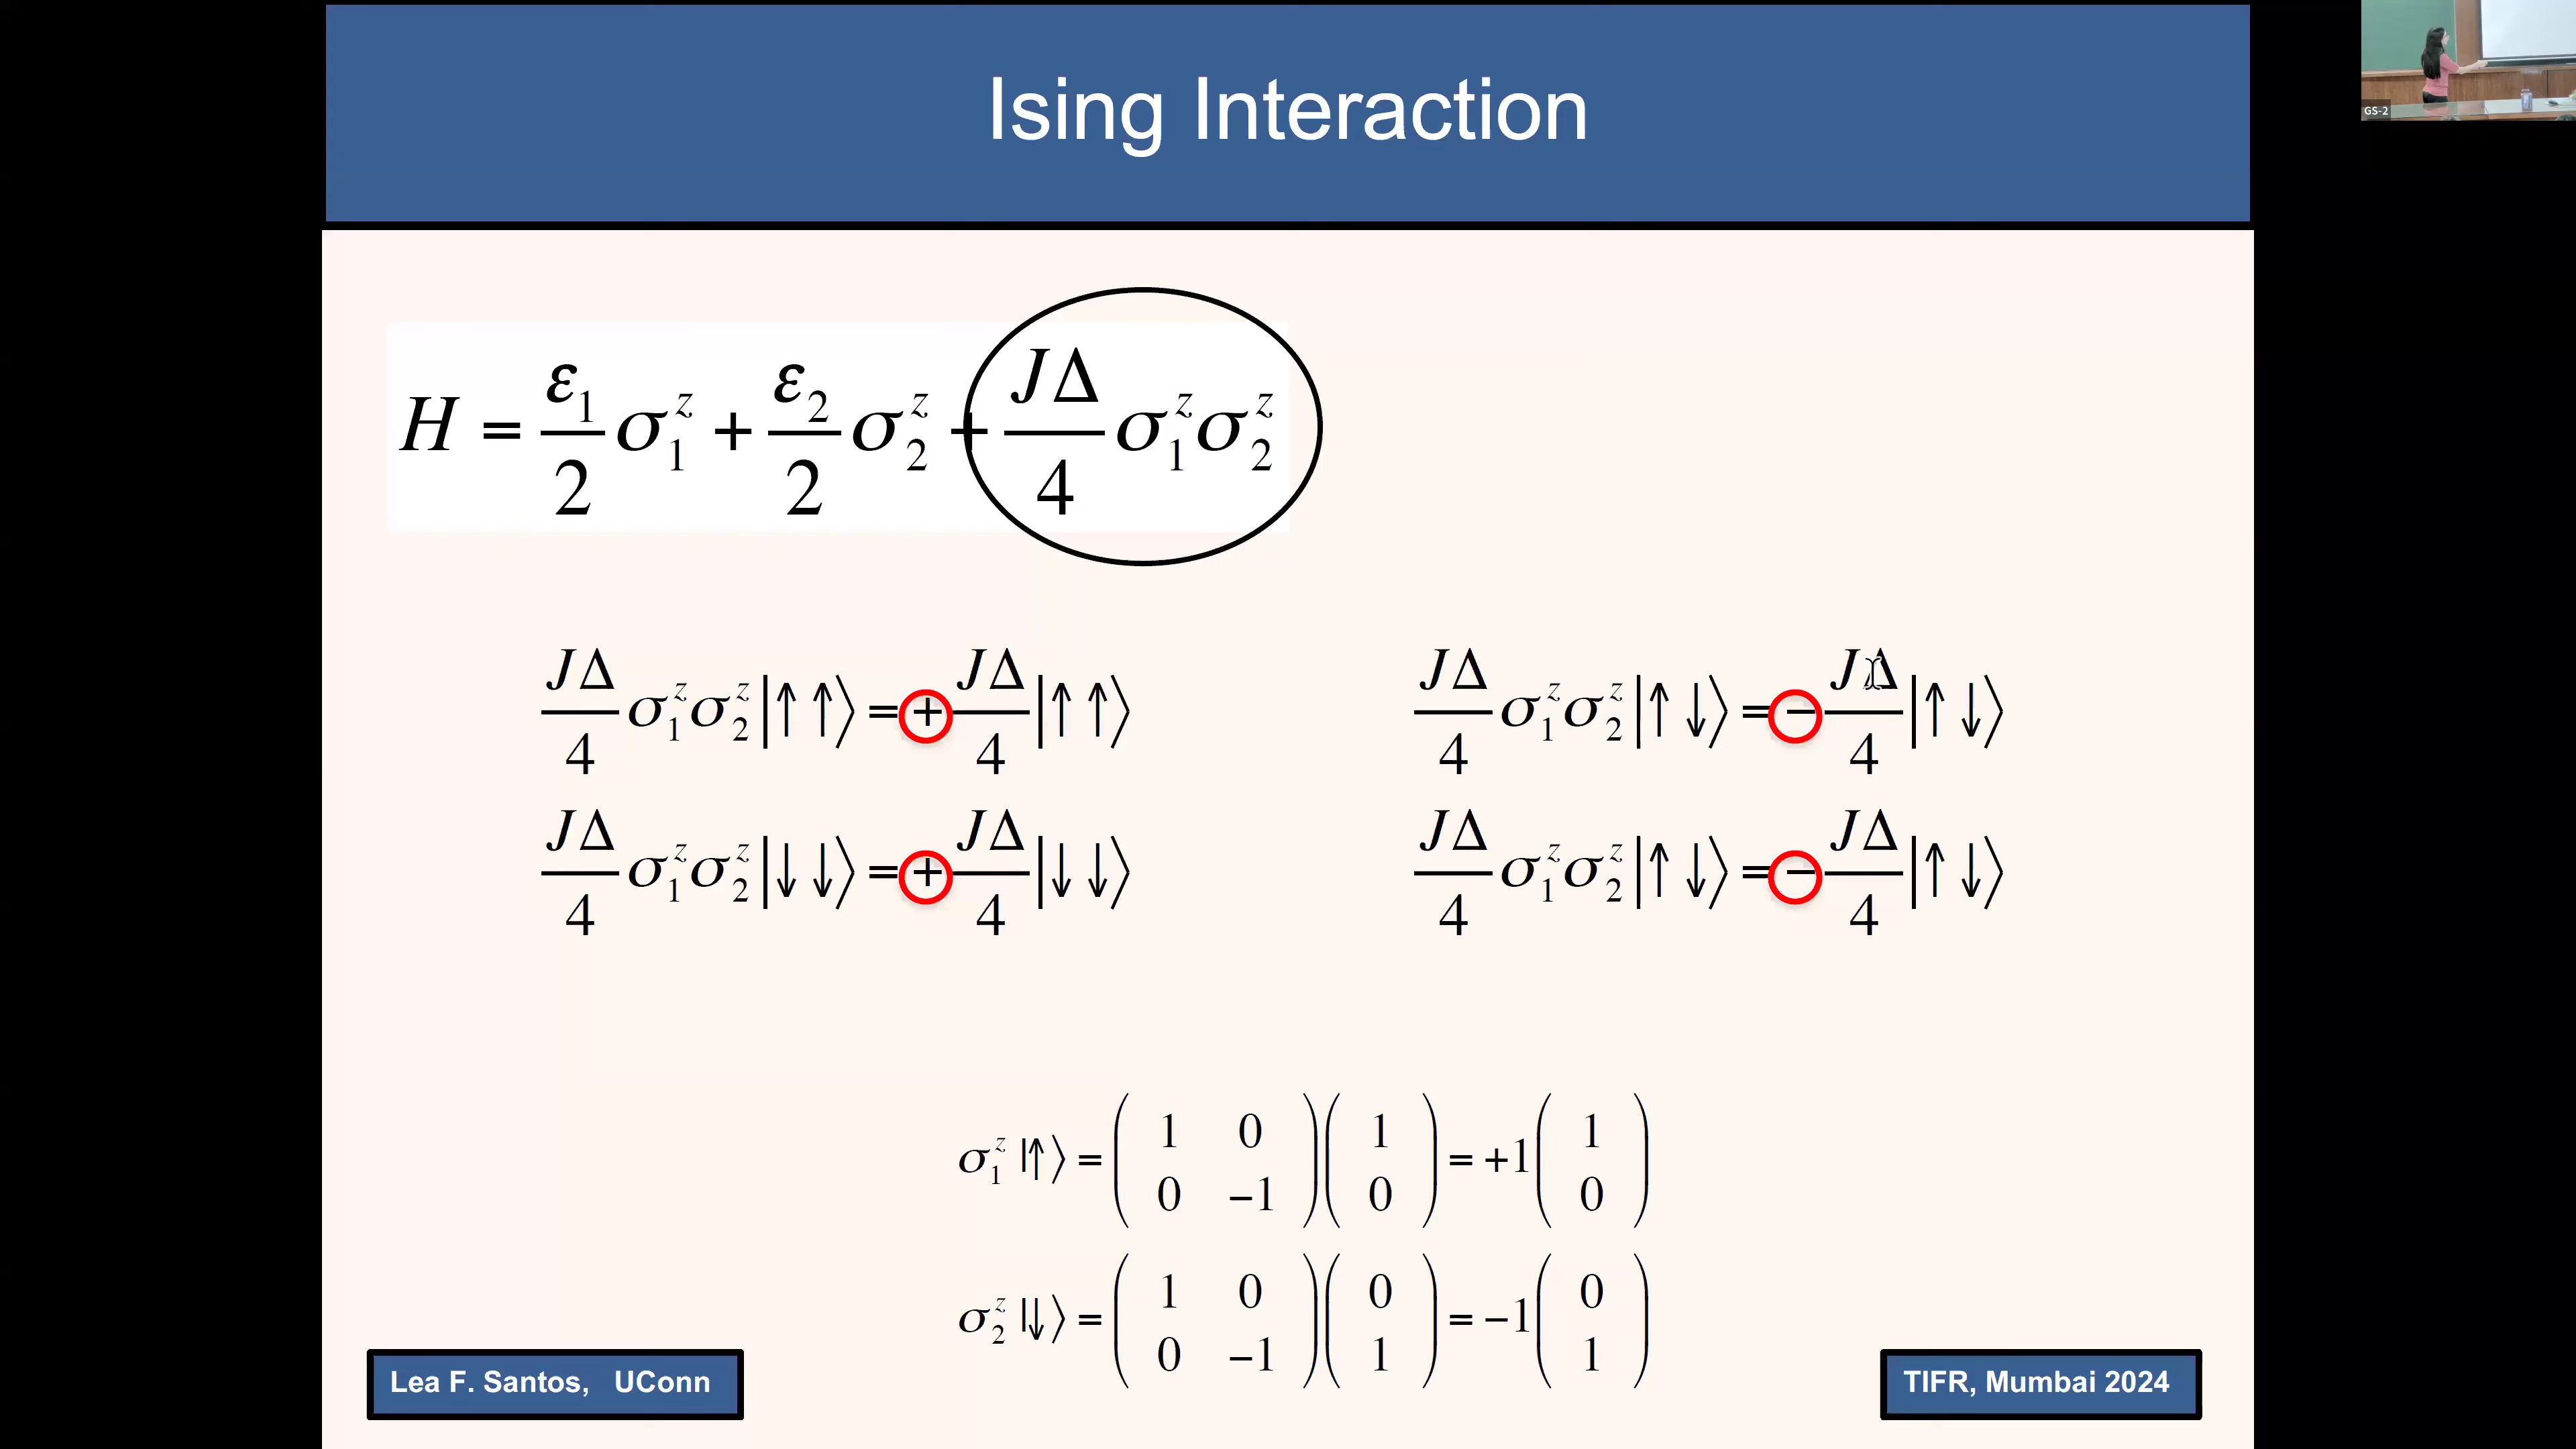 Ising Interaction
GS-2
H = ε₁/2 σ₁ᶻ + ε₂/2 σ₂ᶻ + JΔ/4 σ₁ᶻσ₂ᶻ
JΔ/4 σ₁ᶻσ₂ᶻ |↑ ↑⟩ = + JΔ/4 |↑ ↑⟩
JΔ/4 σ₁ᶻσ₂ᶻ |↓ ↓⟩ = + JΔ/4 |↓ ↓⟩
JΔ/4 σ₁ᶻσ₂ᶻ |↑ ↓⟩ = − JΔ/4 |↑ ↓⟩
JΔ/4 σ₁ᶻσ₂ᶻ |↑ ↓⟩ = − JΔ/4 |↑ ↓⟩
σ₁ᶻ |↑⟩ = (1 0; 0 −1) (1; 0) = +1 (1; 0)
σ₂ᶻ |↓⟩ = (1 0; 0 −1) (0; 1) = −1 (0; 1)
Lea F. Santos, UConn
TIFR, Mumbai 2024